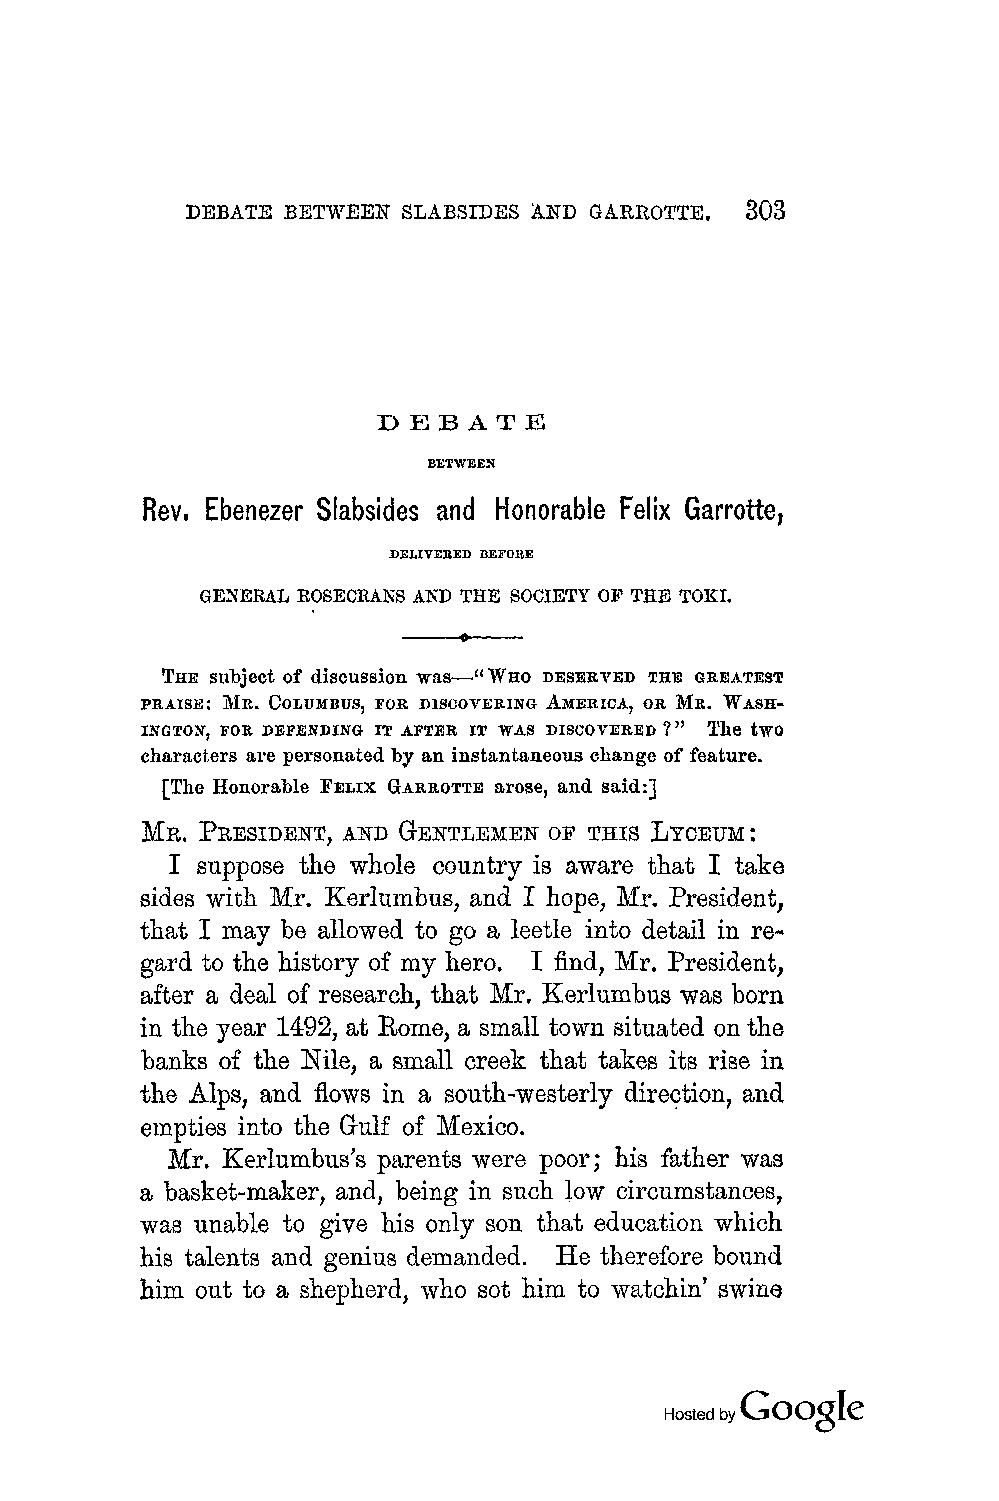 DEBATE BETWEEN SLABSIDES AND GARROTTE. 303
DEBATE
BETWEEN
Rev. Ebenezer Slabsides and Honorable Felix Garrotte,
DELIVERED BEFORE
GENERAL ROSECRANS AND THE SOCIETY OF THE TOKI.
THE subject of discussion was—“WHO DESERVED THE GREATEST
PRAISE: MR. COLUMBUS, FOR DISCOVERING AMERICA, OR MR. WASH-
INGTON, FOR DEFENDING IT AFTER IT WAS DISCOVERED?” The two
characters are personated by an instantaneous change of feature.
[The Honorable FELIX GARROTTE arose, and said:]
MR. PRESIDENT, AND GENTLEMEN OF THIS LYCEUM:
I suppose the whole country is aware that I take
sides with Mr. Kerlumbus, and I hope, Mr. President,
that I may be allowed to go a leetle into detail in re-
gard to the history of my hero. I find, Mr. President,
after a deal of research, that Mr. Kerlumbus was born
in the year 1492, at Rome, a small town situated on the
banks of the Nile, a small creek that takes its rise in
the Alps, and flows in a south-westerly direction, and
empties into the Gulf of Mexico.
Mr. Kerlumbus's parents were poor; his father was
a basket-maker, and, being in such low circumstances,
was unable to give his only son that education which
his talents and genius demanded. He therefore bound
him out to a shepherd, who sot him to watchin' swine
Hosted by Google